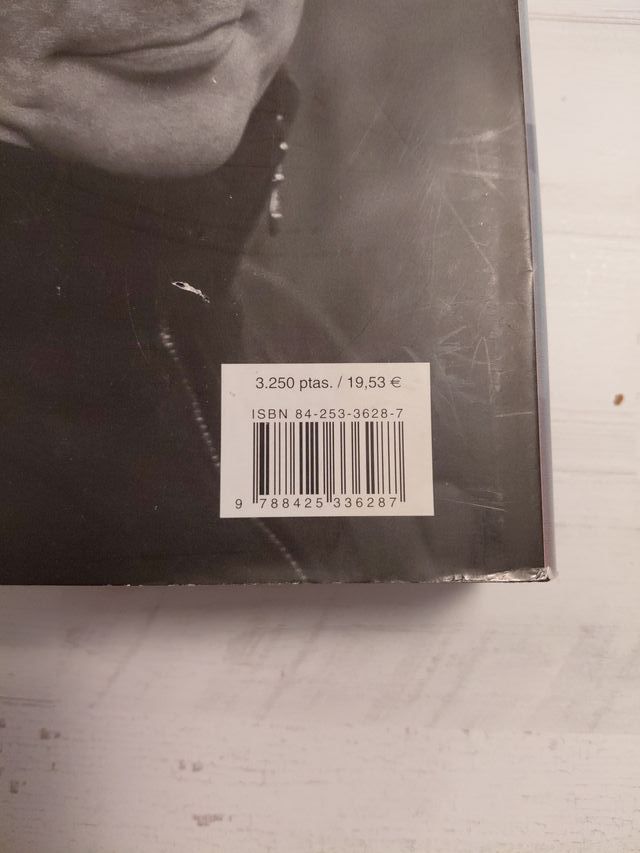 3.250 ptas. / 19,53 €
ISBN 84-253-3628-7
9 788425 336287